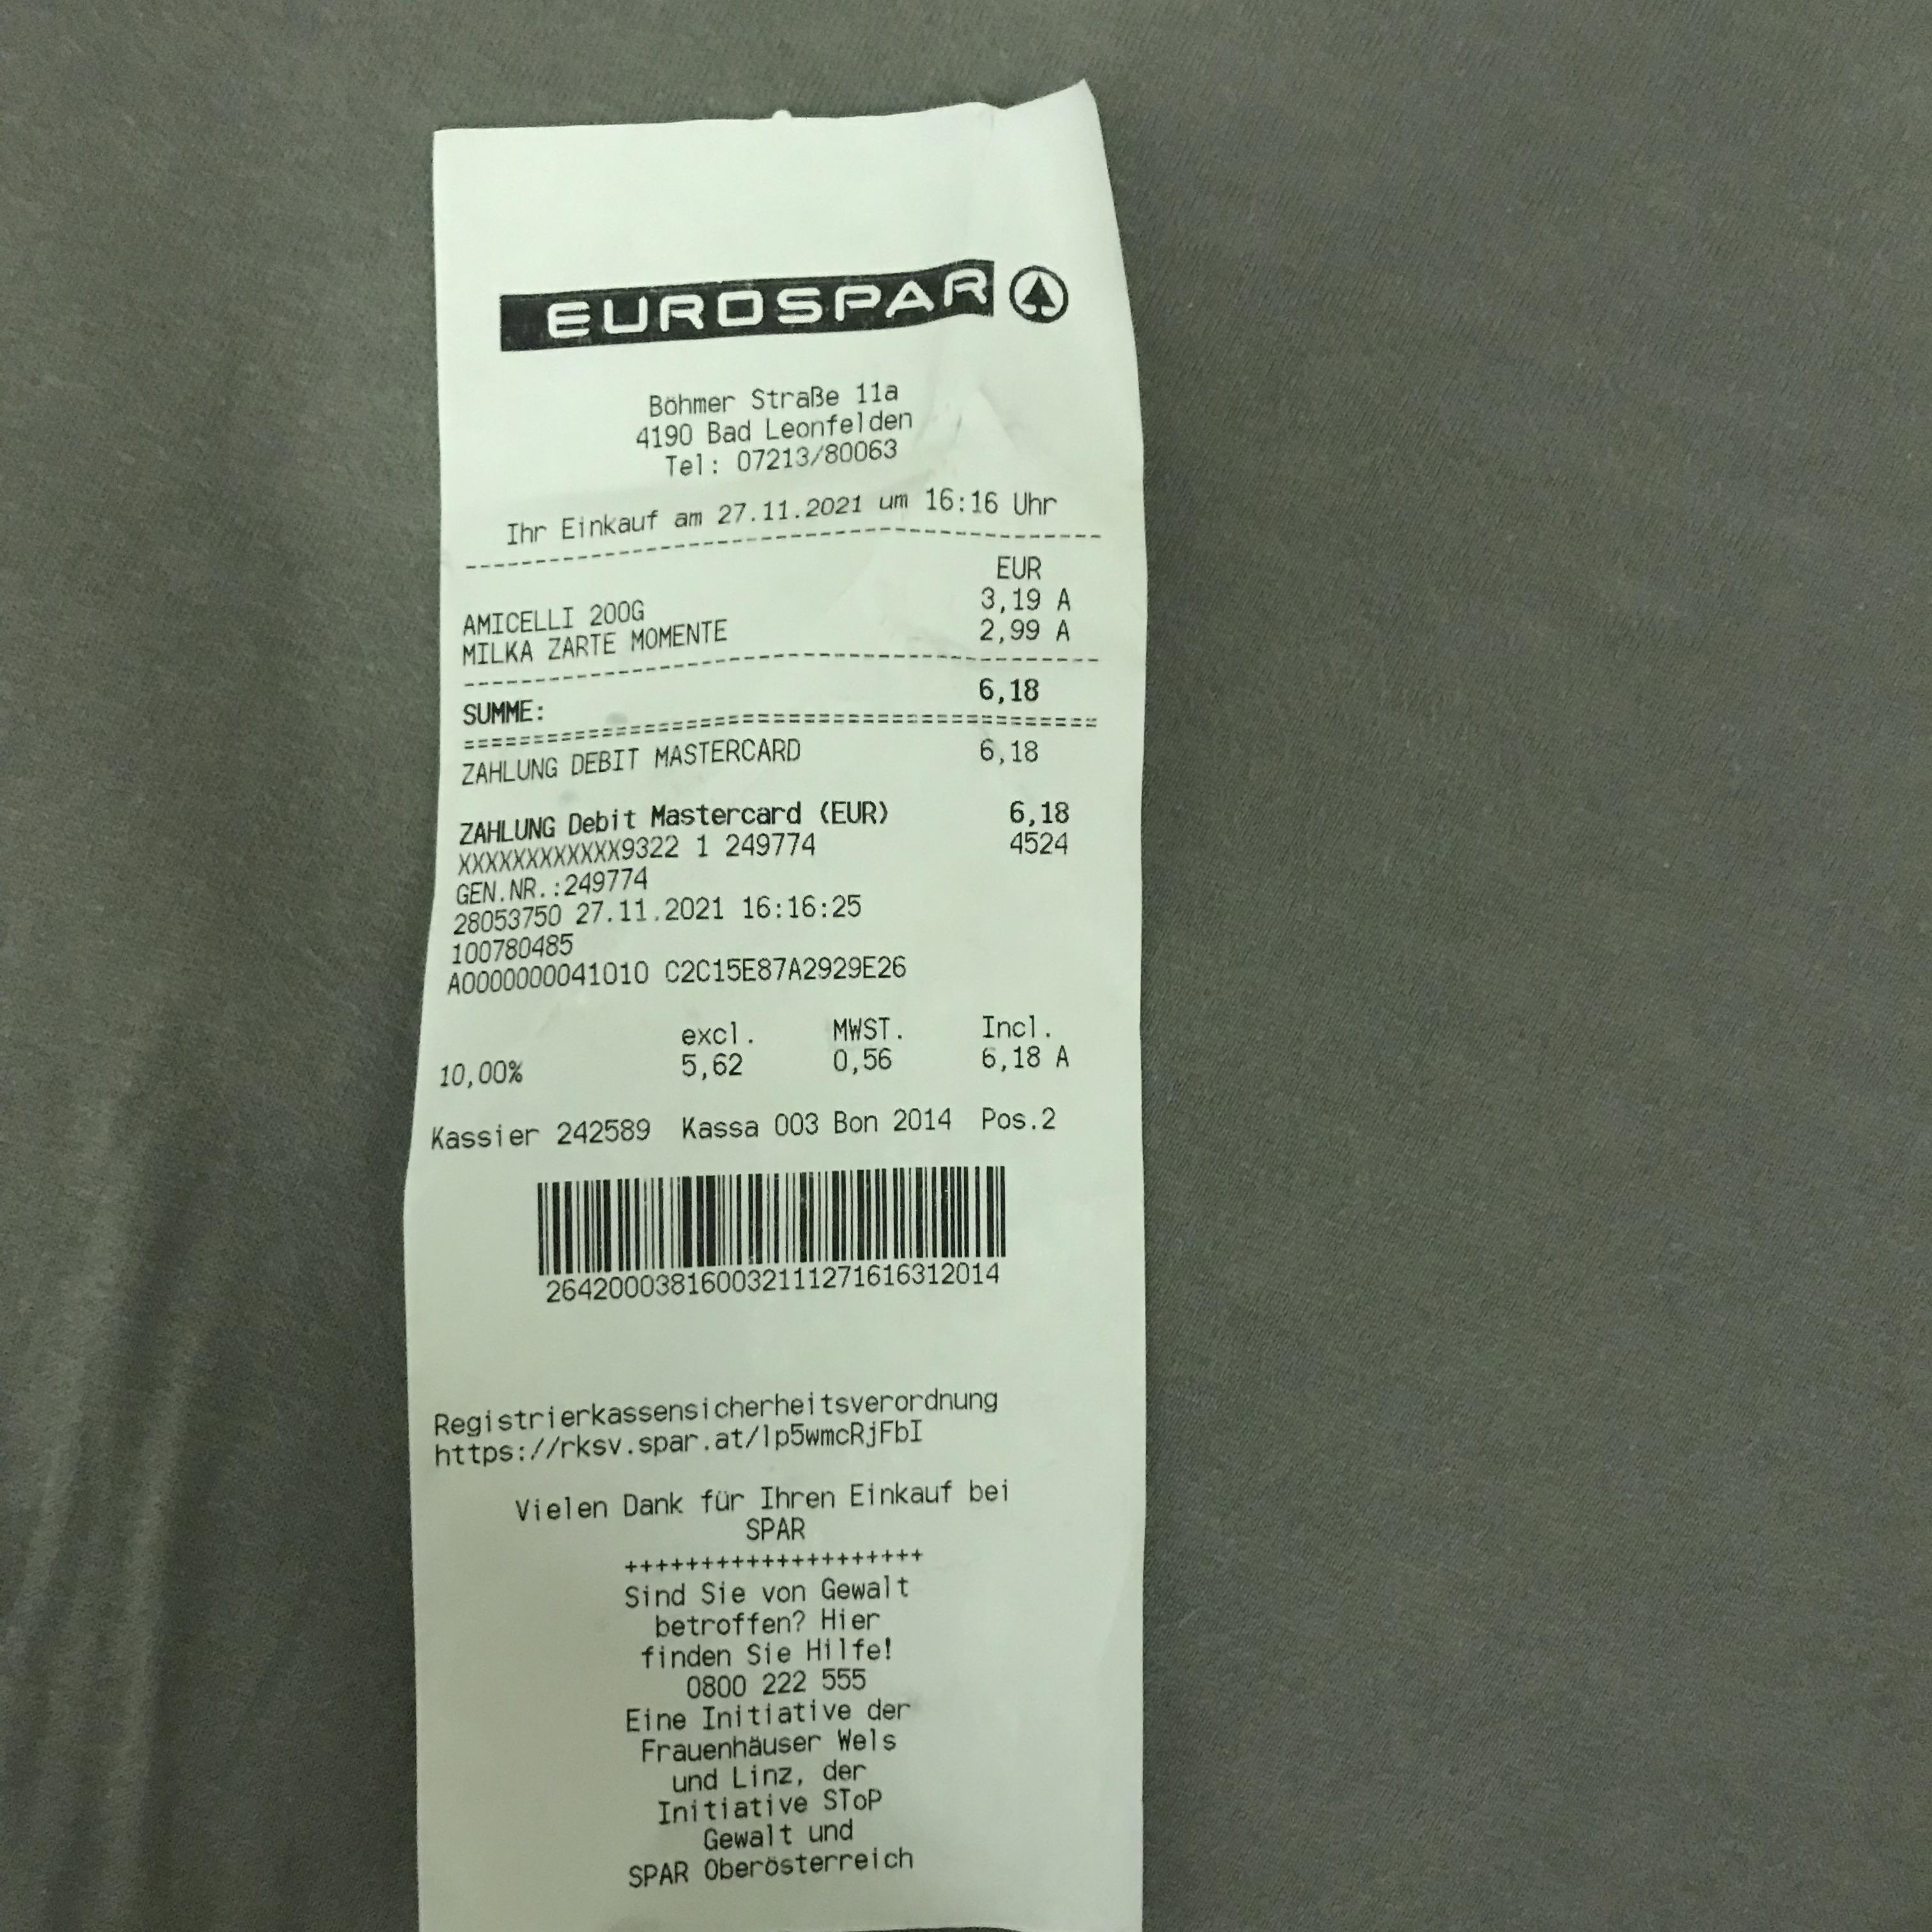 EUROSPAR
Böhmer Straße 11a
4190 Bad Leonfelden
Tel: 07213/80063
Ihr Einkauf am 27.11.2021 um 16:16 Uhr
----------------------------------------
EUR
AMICELLI 200G 3,19 A
MILKA ZARTE MOMENTE 2,99 A
----------------------------------------
SUMME: 6,18
========================================
ZAHLUNG DEBIT MASTERCARD 6,18
ZAHLUNG Debit Mastercard (EUR) 6,18
XXXXXXXXXXXX9322 1 249774 4524
GEN.NR.:249774
28053750 27.11.2021 16:16:25
100780485
A0000000041010 C2C15E87A2929E26
excl. MWST. Incl.
10,00% 5,62 0,56 6,18 A
Kassier 242589 Kassa 003 Bon 2014 Pos.2
264200038160032111271616312014
Registrierkassensicherheitsverordnung
https://rksv.spar.at/lp5wmcRjFbI
Vielen Dank für Ihren Einkauf bei
SPAR
++++++++++++++++++++
Sind Sie von Gewalt
betroffen? Hier
finden Sie Hilfe!
0800 222 555
Eine Initiative der
Frauenhäuser Wels
und Linz, der
Initiative SToP
Gewalt und
SPAR Oberösterreich